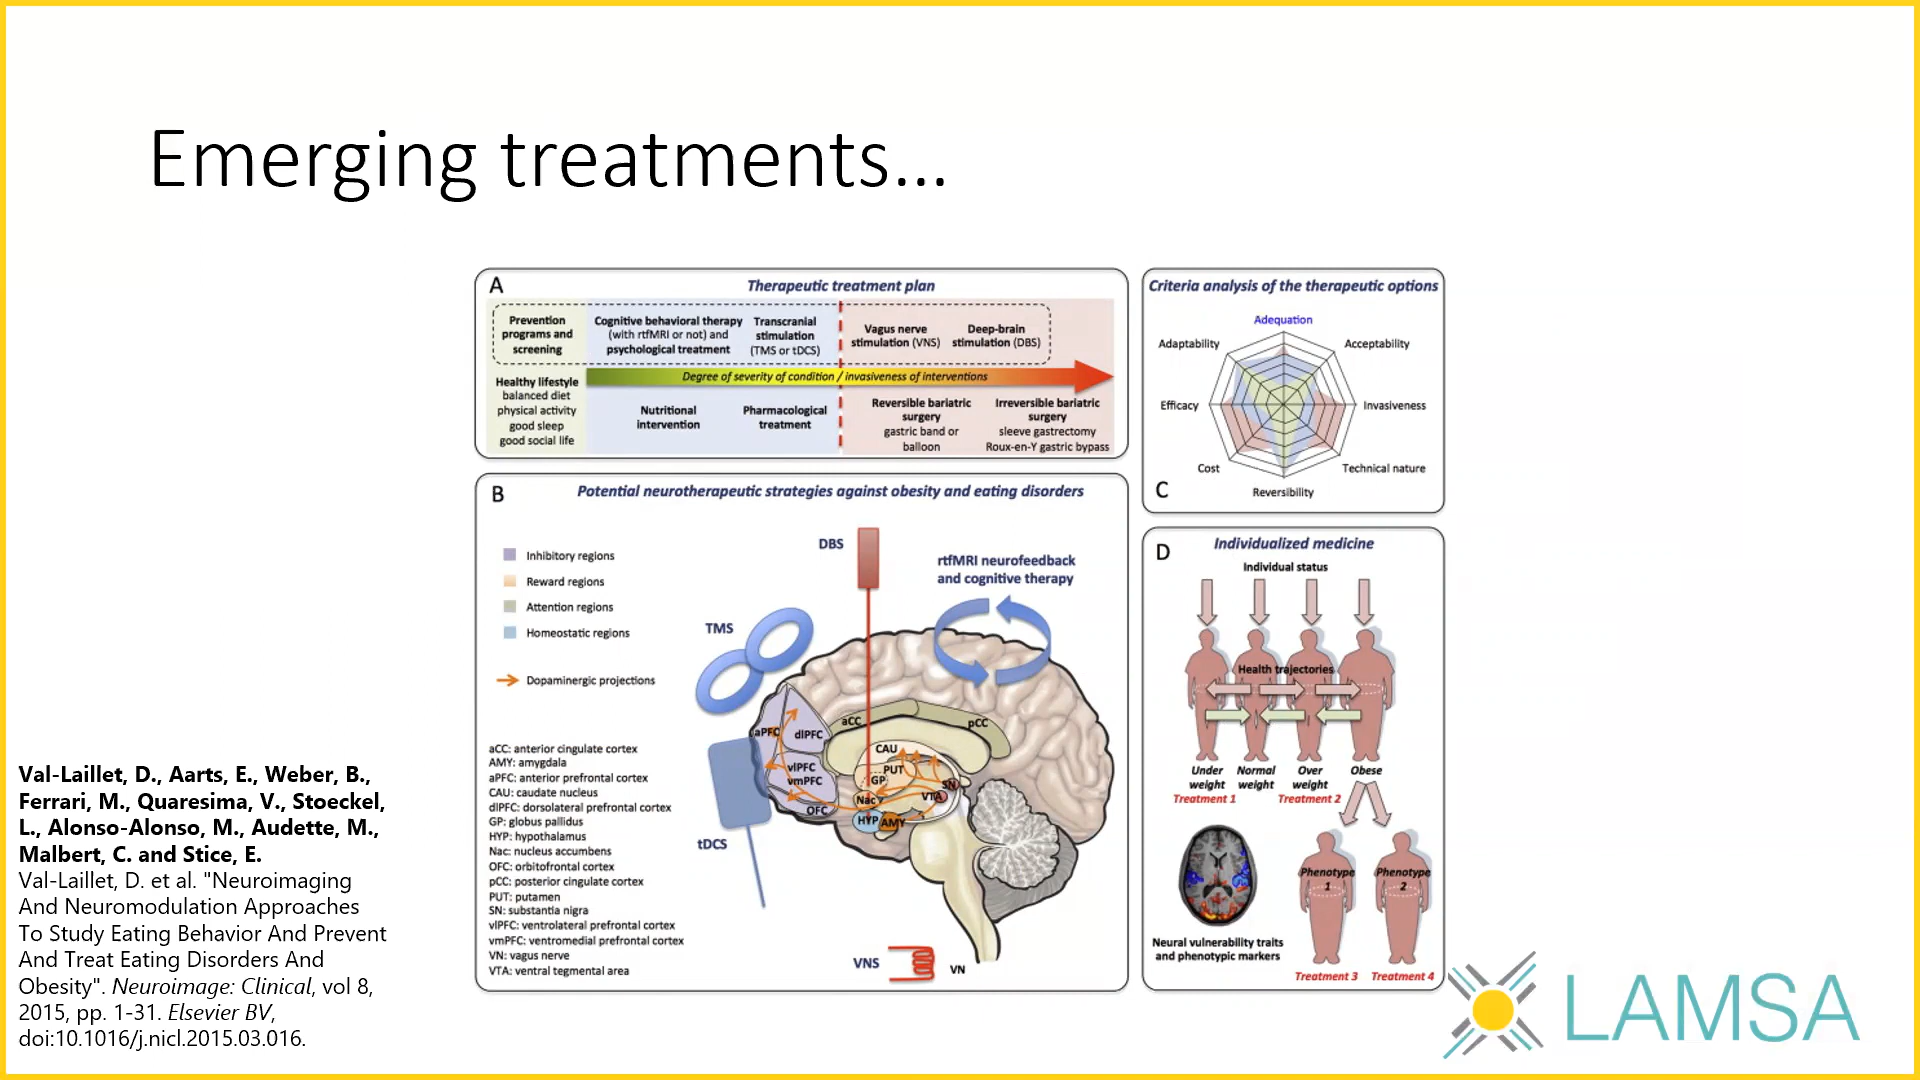 Emerging treatments...
A
Therapeutic treatment plan
Prevention
programs and
screening
Cognitive behavioral therapy
(with rtfMRI or not) and
psychological treatment
Transcranial
stimulation
(TMS or tDCS)
Vagus nerve
stimulation (VNS)
Deep-brain
stimulation (DBS)
Degree of severity of condition / invasiveness of interventions
Healthy lifestyle
balanced diet
physical activity
good sleep
good social life
Nutritional
intervention
Pharmacological
treatment
Reversible bariatric
surgery
gastric band or
balloon
Irreversible bariatric
surgery
sleeve gastrectomy
Roux-en-Y gastric bypass
Criteria analysis of the therapeutic options
Adequation
Adaptability
Acceptability
Efficacy
Invasiveness
Cost
Technical nature
Reversibility
C
B
Potential neurotherapeutic strategies against obesity and eating disorders
Inhibitory regions
Reward regions
Attention regions
Homeostatic regions
Dopaminergic projections
DBS
rtfMRI neurofeedback
and cognitive therapy
TMS
aPFC
dlPFC
aCC
pCC
CAU
PUT
GP
vlPFC
vmPFC
Nac
SN
VTA
OFC
HYP
AMY
tDCS
VNS
VN
aCC: anterior cingulate cortex
AMY: amygdala
aPFC: anterior prefrontal cortex
CAU: caudate nucleus
dlPFC: dorsolateral prefrontal cortex
GP: globus pallidus
HYP: hypothalamus
Nac: nucleus accumbens
OFC: orbitofrontal cortex
pCC: posterior cingulate cortex
PUT: putamen
SN: substantia nigra
vlPFC: ventrolateral prefrontal cortex
vmPFC: ventromedial prefrontal cortex
VN: vagus nerve
VTA: ventral tegmental area
D
Individualized medicine
Individual status
Health trajectories
Under
weight
Normal
weight
Over
weight
Obese
Treatment 1
Treatment 2
Phenotype
1
Phenotype
2
Neural vulnerability traits
and phenotypic markers
Treatment 3
Treatment 4
Val-Laillet, D., Aarts, E., Weber, B.,
Ferrari, M., Quaresima, V., Stoeckel,
L., Alonso-Alonso, M., Audette, M.,
Malbert, C. and Stice, E.
Val-Laillet, D. et al. "Neuroimaging
And Neuromodulation Approaches
To Study Eating Behavior And Prevent
And Treat Eating Disorders And
Obesity". Neuroimage: Clinical, vol 8,
2015, pp. 1-31. Elsevier BV,
doi:10.1016/j.nicl.2015.03.016.
LAMSA